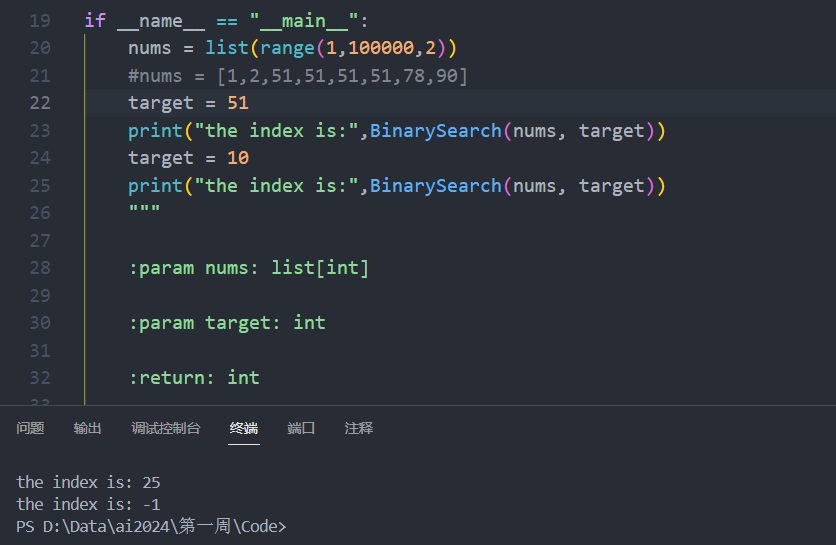 19 if __name__ == "__main__":
20 nums = list(range(1,100000,2))
21 #nums = [1,2,51,51,51,51,78,90]
22 target = 51
23 print("the index is:",BinarySearch(nums, target))
24 target = 10
25 print("the index is:",BinarySearch(nums, target))
26 """
27
28 :param nums: list[int]
29
30 :param target: int
31
32 :return: int
33
问题 输出 调试控制台 终端 端口 注释
the index is: 25
the index is: -1
PS D:\Data\ai2024\第一周\Code>